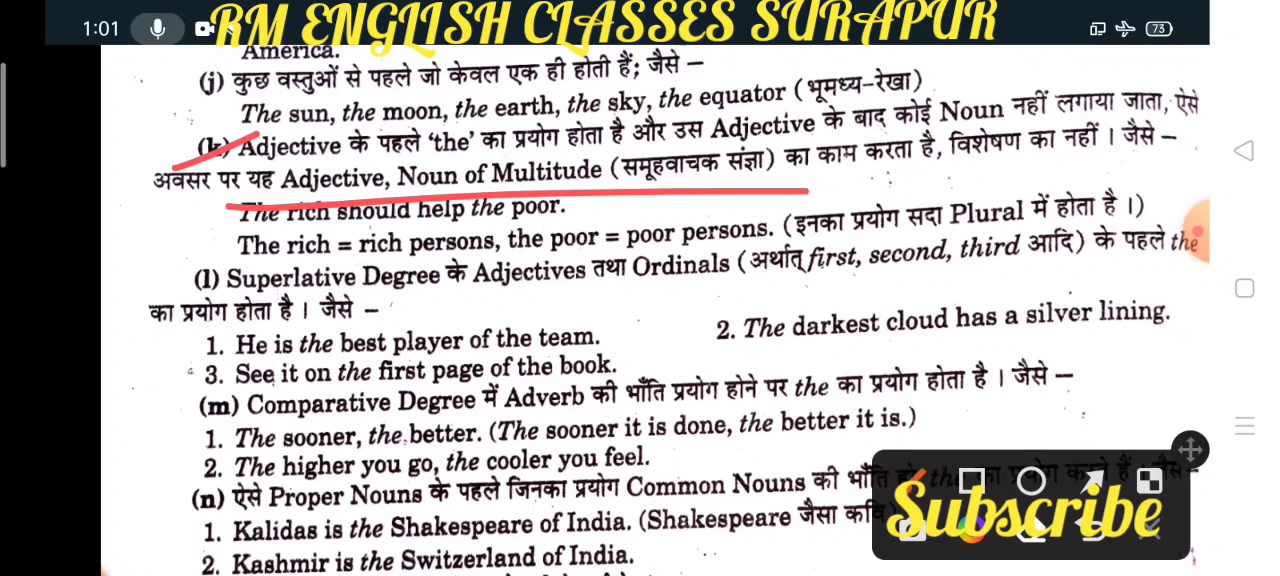 RM ENGLISH CLASSES SURAPUR
1:01
73
America.
(j) कुछ वस्तुओं से पहले जो केवल एक ही होती हैं; जैसे –
The sun, the moon, the earth, the sky, the equator (भूमध्य-रेखा)
(k) Adjective के पहले ‘the’ का प्रयोग होता है और उस Adjective के बाद कोई Noun नहीं लगाया जाता, ऐसे
अवसर पर यह Adjective, Noun of Multitude (समूहवाचक संज्ञा) का काम करता है, विशेषण का नहीं । जैसे –
The rich should help the poor.
The rich = rich persons, the poor = poor persons. (इनका प्रयोग सदा Plural में होता है ।)
(l) Superlative Degree के Adjectives तथा Ordinals (अर्थात् first, second, third आदि) के पहले the
का प्रयोग होता है । जैसे –
1. He is the best player of the team. 2. The darkest cloud has a silver lining.
3. See it on the first page of the book.
(m) Comparative Degree में Adverb की भाँति प्रयोग होने पर the का प्रयोग होता है । जैसे –
1. The sooner, the better. (The sooner it is done, the better it is.)
2. The higher you go, the cooler you feel.
(n) ऐसे Proper Nouns के पहले जिनका प्रयोग Common Nouns की भाँति हो, the का प्रयोग करते हैं । जैसे –
1. Kalidas is the Shakespeare of India. (Shakespeare जैसा कवि)
2. Kashmir is the Switzerland of India.
Subscribe